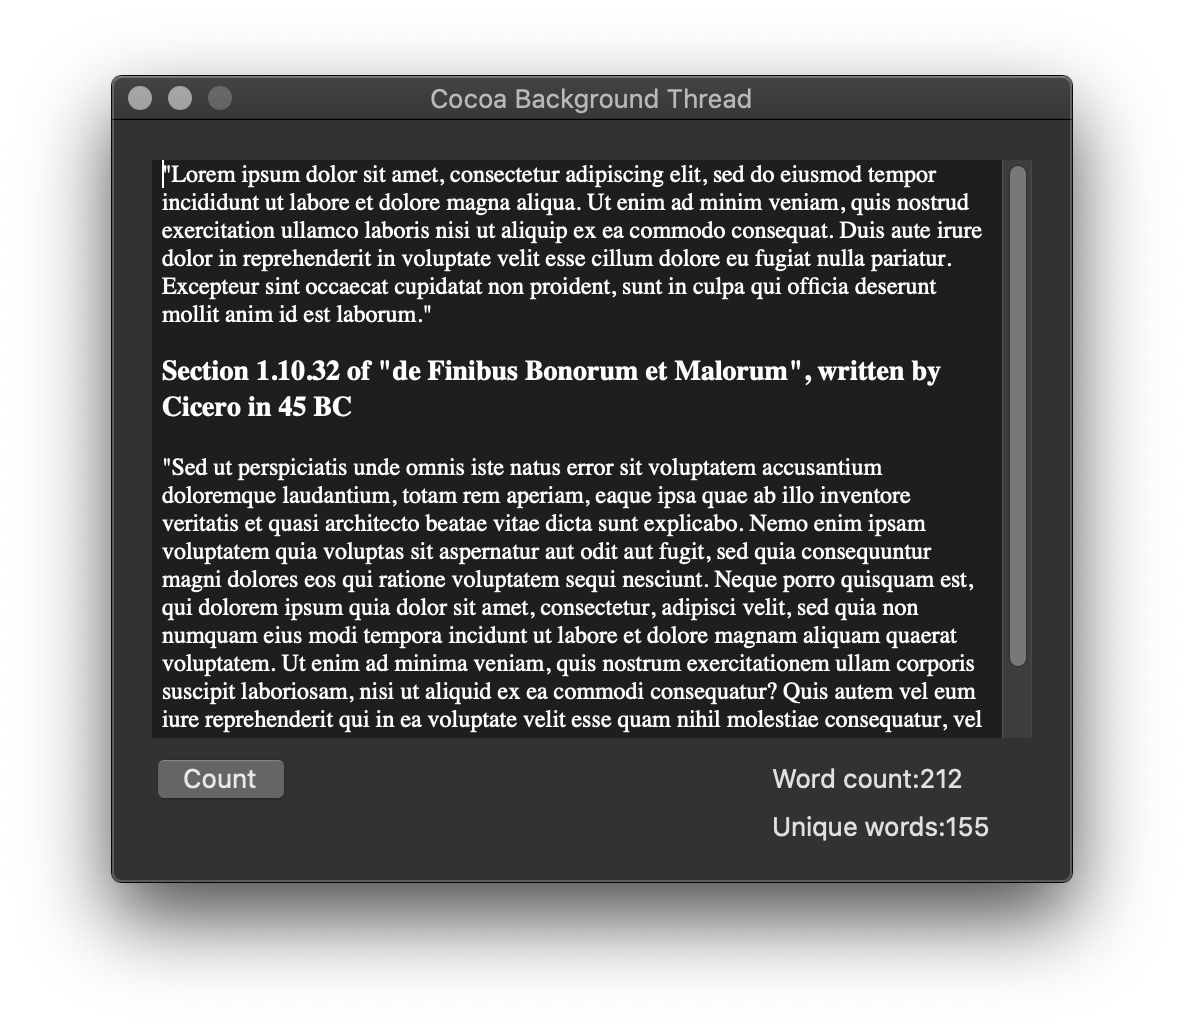 Cocoa Background Thread
"Lorem ipsum dolor sit amet, consectetur adipiscing elit, sed do eiusmod tempor
incididunt ut labore et dolore magna aliqua. Ut enim ad minim veniam, quis nostrud
exercitation ullamco laboris nisi ut aliquip ex ea commodo consequat. Duis aute irure
dolor in reprehenderit in voluptate velit esse cillum dolore eu fugiat nulla pariatur.
Excepteur sint occaecat cupidatat non proident, sunt in culpa qui officia deserunt
mollit anim id est laborum."
Section 1.10.32 of "de Finibus Bonorum et Malorum", written by
Cicero in 45 BC
"Sed ut perspiciatis unde omnis iste natus error sit voluptatem accusantium
doloremque laudantium, totam rem aperiam, eaque ipsa quae ab illo inventore
veritatis et quasi architecto beatae vitae dicta sunt explicabo. Nemo enim ipsam
voluptatem quia voluptas sit aspernatur aut odit aut fugit, sed quia consequuntur
magni dolores eos qui ratione voluptatem sequi nesciunt. Neque porro quisquam est,
qui dolorem ipsum quia dolor sit amet, consectetur, adipisci velit, sed quia non
numquam eius modi tempora incidunt ut labore et dolore magnam aliquam quaerat
voluptatem. Ut enim ad minima veniam, quis nostrum exercitationem ullam corporis
suscipit laboriosam, nisi ut aliquid ex ea commodi consequatur? Quis autem vel eum
iure reprehenderit qui in ea voluptate velit esse quam nihil molestiae consequatur, vel
Count
Word count:212
Unique words:155